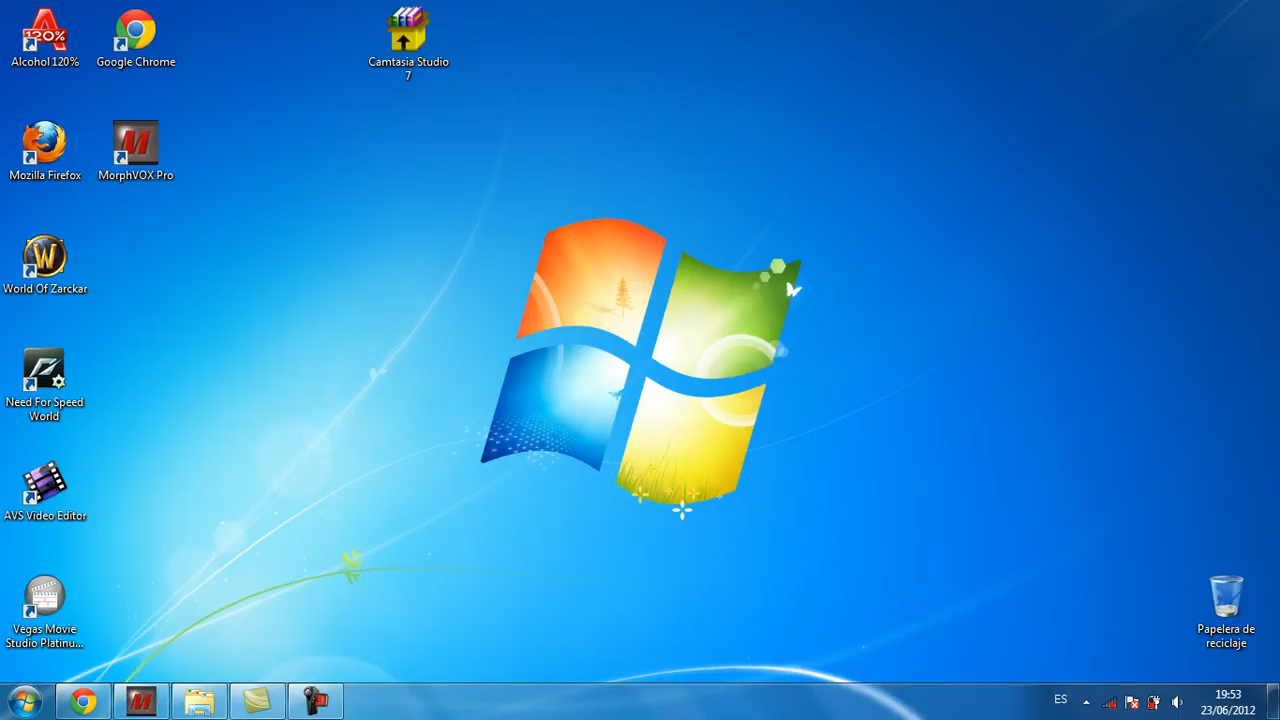 Alcohol 120%
Google Chrome
Camtasia Studio
7
Mozilla Firefox
MorphVOX Pro
World Of Zarckar
Need For Speed
World
AVS Video Editor
Vegas Movie
Studio Platinu...
Papelera de
reciclaje
ES
19:53
23/06/2012
120%
M
W
M